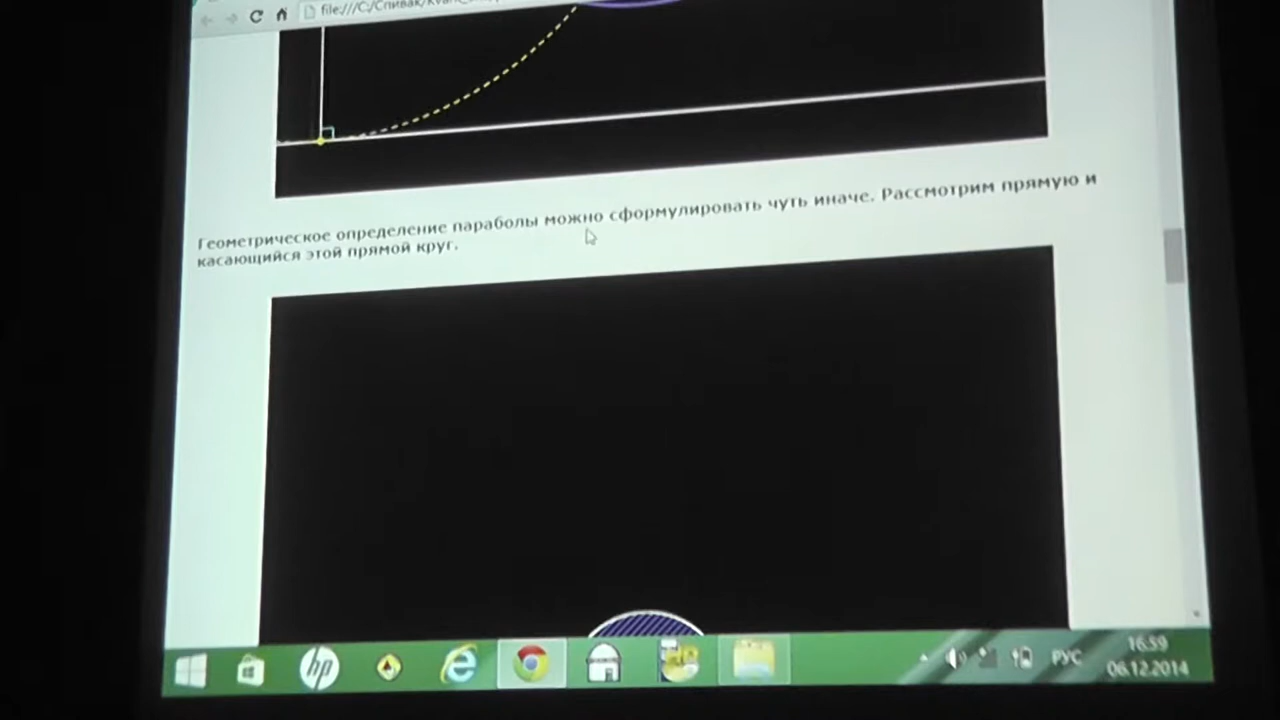 file:///C:/Спивак/
Геометрическое определение параболы можно сформулировать чуть иначе. Рассмотрим прямую и
касающийся этой прямой круг.
hp
РУС
16:59
06.12.2014